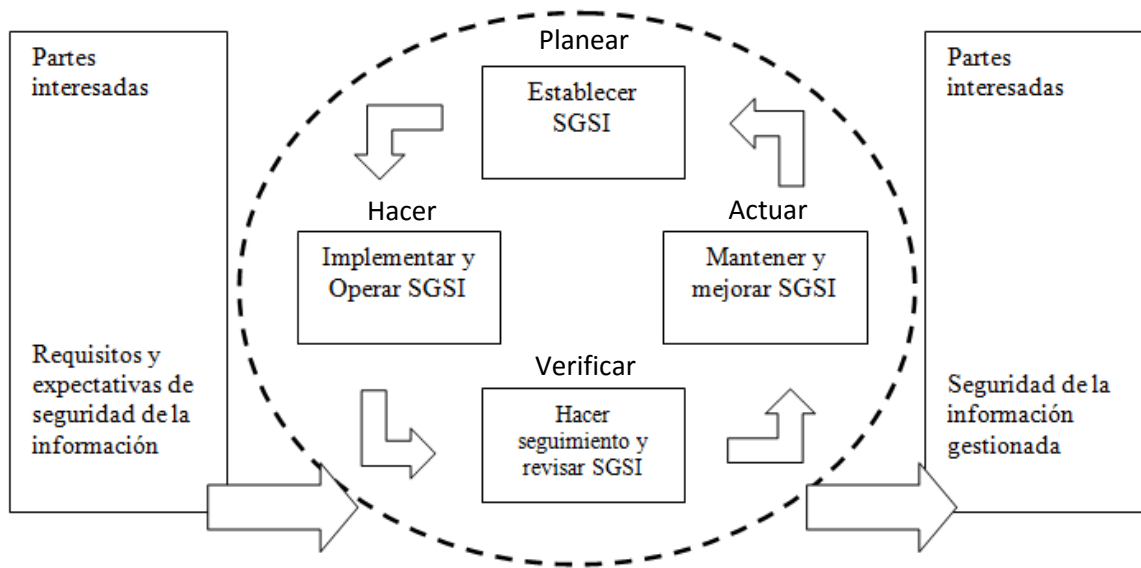 Partes
interesadas
Requisitos y
expectativas de
seguridad de la
información
Planear
Establecer
SGSI
Hacer
Implementar y
Operar SGSI
Actuar
Mantener y
mejorar SGSI
Verificar
Hacer
seguimiento y
revisar SGSI
Partes
interesadas
Seguridad de la
información
gestionada